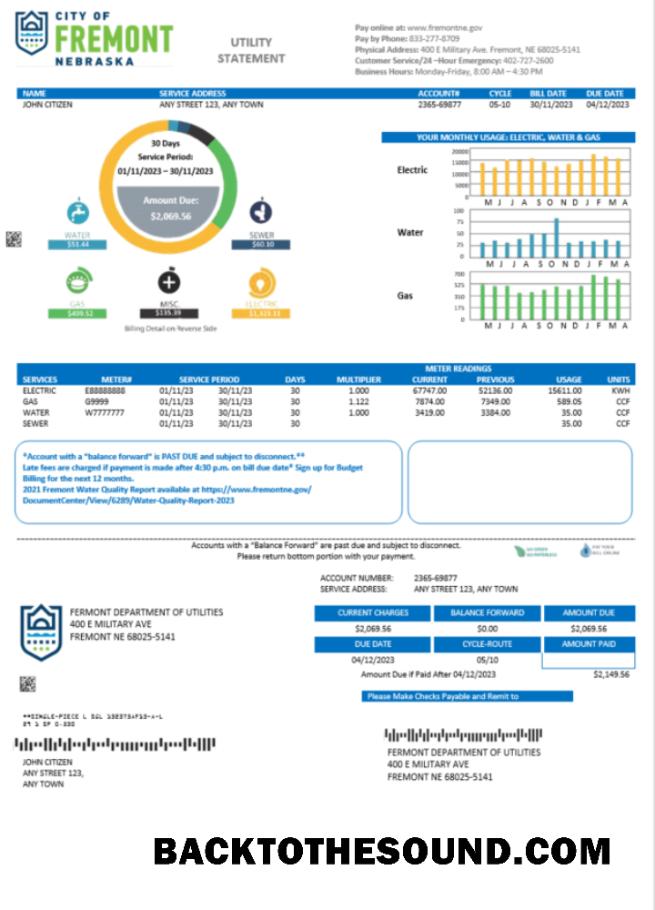 CITY OF
FREMONT
NEBRASKA
UTILITY
STATEMENT
Pay online at: www.fremontne.gov
Pay by Phone: 833-277-8709
Physical Address: 400 E Military Ave. Fremont, NE 68025-5141
Customer Service/24 –Hour Emergency: 402-727-2600
Business Hours: Monday-Friday, 8:00 AM – 4:30 PM
NAME SERVICE ADDRESS ACCOUNT# CYCLE BILL DATE DUE DATE
JOHN CITIZEN ANY STREET 123, ANY TOWN 2365-69877 05-10 30/11/2023 04/12/2023
30 Days
Service Period:
01/11/2023 – 30/11/2023
Amount Due:
$2,069.56
WATER
$51.44
SEWER
$60.10
GAS
$499.52
MISC.
$135.39
ELECTRIC
$1,323.11
Billing Detail on Reverse Side
YOUR MONTHLY USAGE: ELECTRIC, WATER & GAS
Electric
20000
15000
10000
5000
0
M J J A S O N D J F M A
Water
100
75
50
25
0
M J J A S O N D J F M A
Gas
700
525
350
175
0
M J J A S O N D J F M A
METER READINGS
SERVICES METER# SERVICE PERIOD DAYS MULTIPLIER CURRENT PREVIOUS USAGE UNITS
ELECTRIC E88888888 01/11/23 30/11/23 30 1.000 67747.00 52136.00 15611.00 KWH
GAS G9999 01/11/23 30/11/23 30 1.122 7874.00 7349.00 589.05 CCF
WATER W7777777 01/11/23 30/11/23 30 1.000 3419.00 3384.00 35.00 CCF
SEWER 01/11/23 30/11/23 30 35.00 CCF
*Account with a "balance forward" is PAST DUE and subject to disconnect.**
Late fees are charged if payment is made after 4:30 p.m. on bill due date* Sign up for Budget
Billing for the next 12 months.
2021 Fremont Water Quality Report available at https://www.fremontne.gov/
DocumentCenter/View/6289/Water-Quality-Report-2023
Accounts with a "Balance Forward" are past due and subject to disconnect.
Please return bottom portion with your payment.
GO GREEN
GO PAPERLESS
PAY YOUR
BILL ONLINE
ACCOUNT NUMBER: 2365-69877
SERVICE ADDRESS: ANY STREET 123, ANY TOWN
FERMONT DEPARTMENT OF UTILITIES
400 E MILITARY AVE
FREMONT NE 68025-5141
CURRENT CHARGES BALANCE FORWARD AMOUNT DUE
$2,069.56 $0.00 $2,069.56
DUE DATE CYCLE-ROUTE AMOUNT PAID
04/12/2023 05/10
Amount Due if Paid After 04/12/2023 $2,149.56
Please Make Checks Payable and Remit to
JOHN CITIZEN
ANY STREET 123,
ANY TOWN
FERMONT DEPARTMENT OF UTILITIES
400 E MILITARY AVE
FREMONT NE 68025-5141
BACKTOTHESOUND.COM